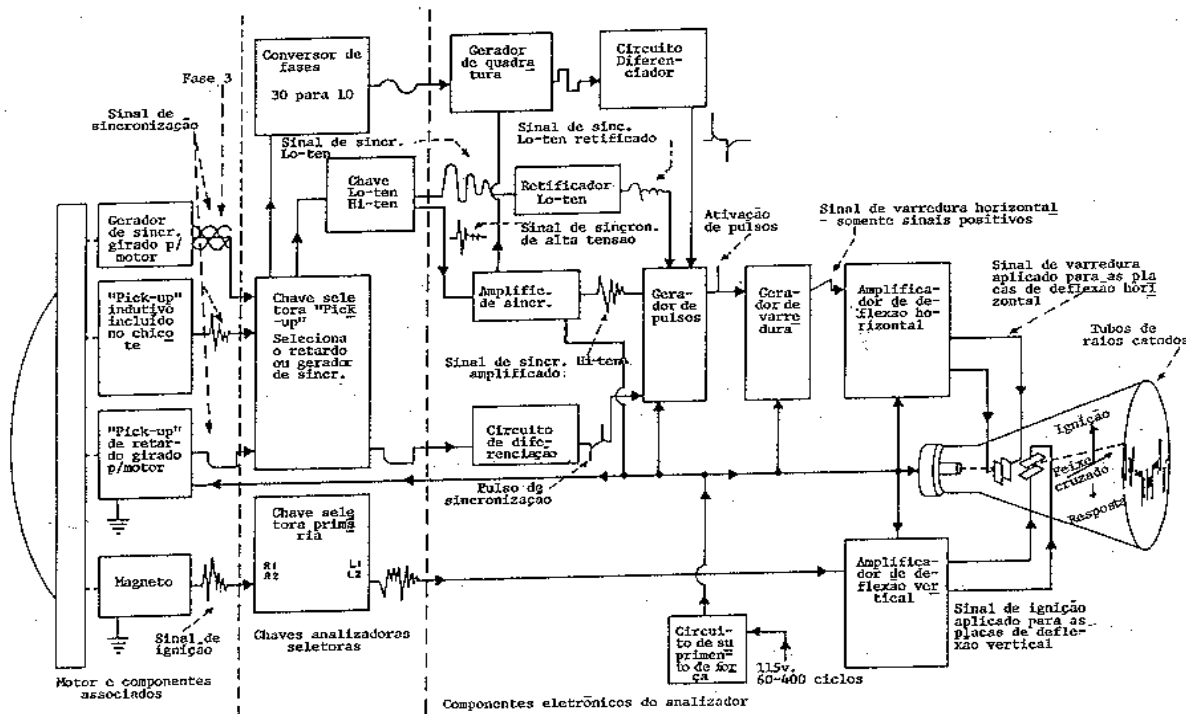 Fase 3
Sinal de
sincronização
Conversor de
fases
30 para LO
Gerador
de quadra
tura
Circuito
Diferen-
ciador
Sinal de sincr.
Lo-ten
Sinal de sinc.
Lo-ten retificado
Chave
Lo-ten
Hi-ten
Retificador
Lo-ten
Sinal de sincron.
de alta tensao
Ativação
de pulsos
Sinal de varredura horizontal
- somente sinais positivos
Sinal de varredura
aplicado para as pla
cas de deflexão hori
zontal
Tubos de
raios catodos
Gerador
de sincr.
girado p/
motor
"Pick-up"
indutivo
incluido
no chico
te
"Pick-up"
de retar-
do girado
p/motor
Magneto
Sinal de
ignição
Motor e componentes
associados
Chave sele
tora "Pick-
-up"
Seleciona
o retardo
ou gerador
de sincr.
Chave sele
tora primá
ria
R1
R2
L1
L2
Chaves analizadoras
seletoras
Amplific.
de sincr.
Sinal de sincr. Hi-ten
amplificado:
Gerador
de pulsos
Gera-
dor de
varre-
dura
Amplifica-
dor de de-
flexão ho-
rizontal
Circuito
de dife-
renciação
Pulso de
sincronização
Ignição
Feixe
cruzado
Resposta
Amplifica-
dor de de-
flexão ver
tical
Sinal de ignição
aplicado para as
placas de defle-
xão vertical
Circui-
to de su
primen-
to de for
ça
115v.
60-400 ciclos
Componentes eletrônicos do analizador